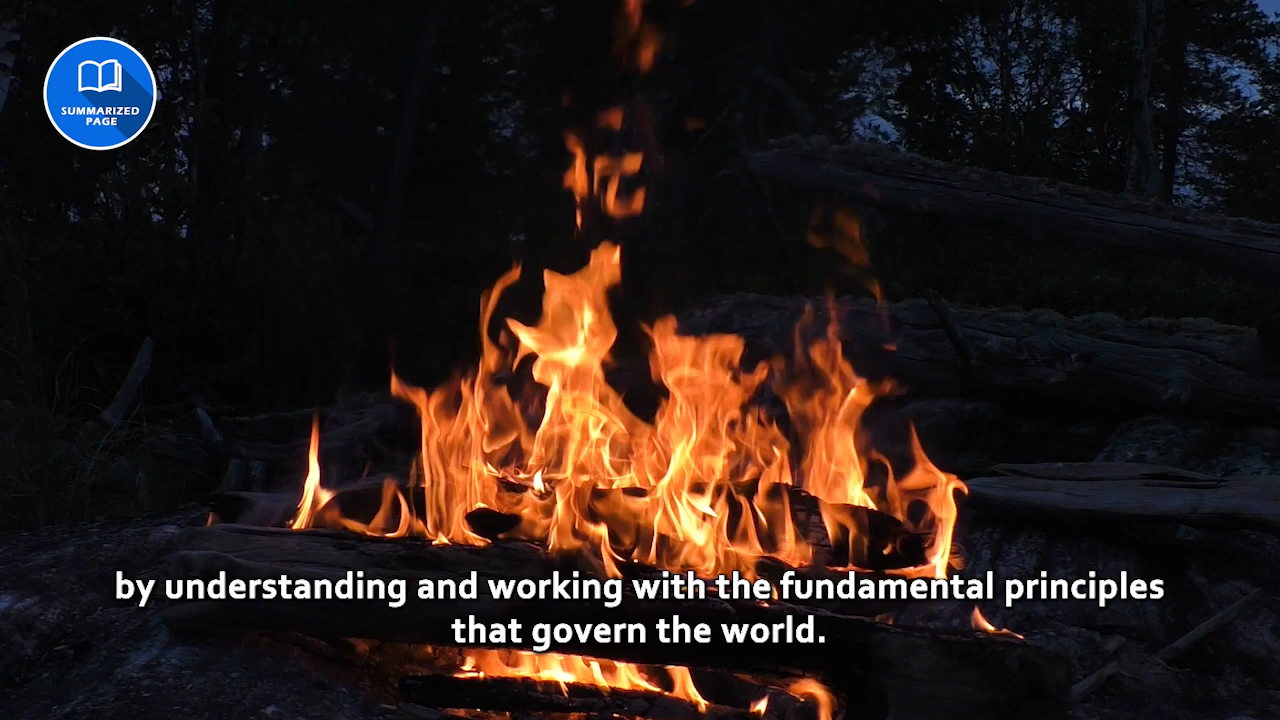 SUMMARIZED
PAGE
by understanding and working with the fundamental principles
that govern the world.